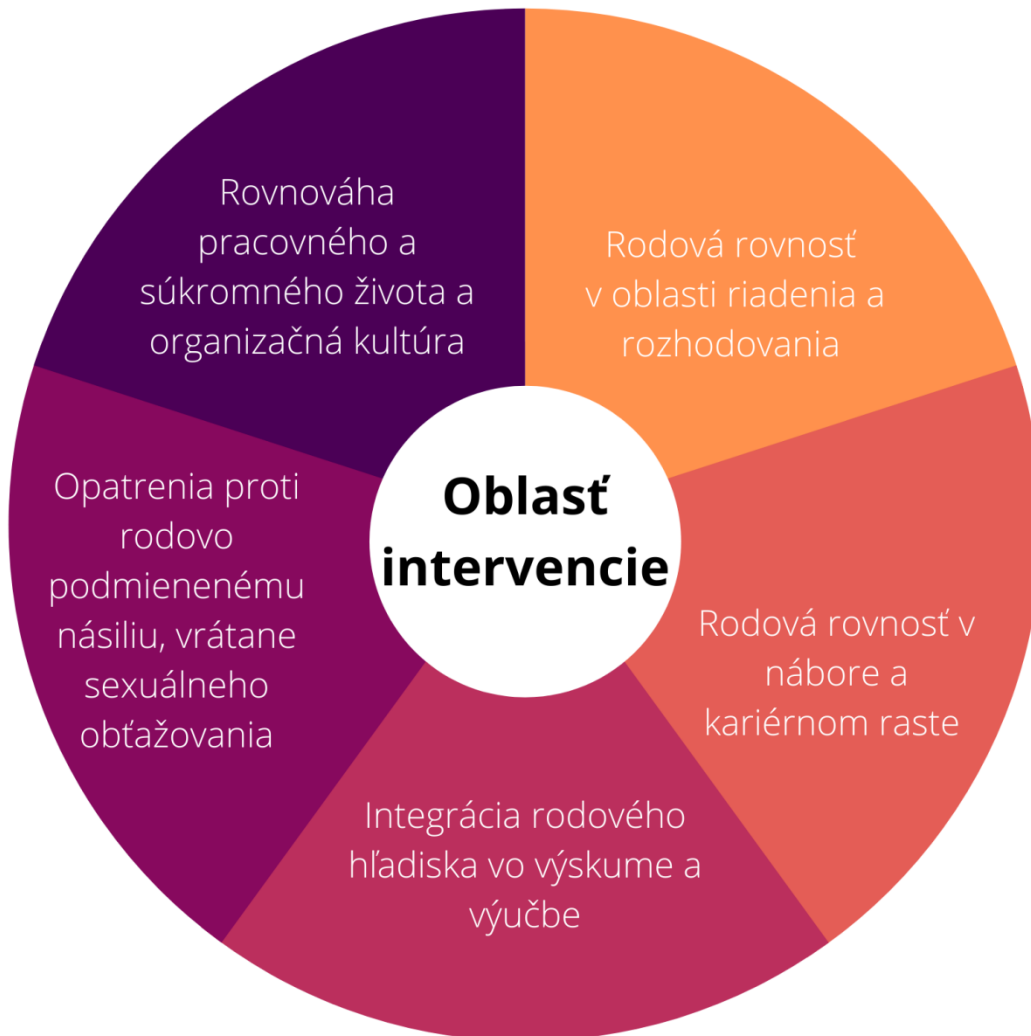 Rovnováha
pracovného a
súkromného života a
organizačná kultúra
Rodová rovnosť
v oblasti riadenia a
rozhodovania
Oblasť
intervencie
Opatrenia proti
rodovo
podmienenému
násiliu, vrátane
sexuálneho
obťažovania
Rodová rovnosť v
nábore a
kariérnom raste
Integrácia rodového
hľadiska vo výskume a
výučbe